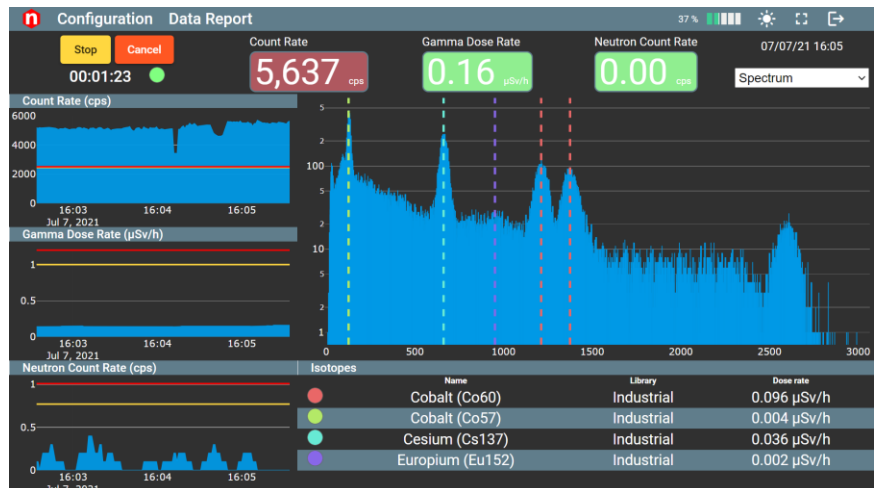 n Configuration Data Report 37 %
Stop Cancel
00:01:23
Count Rate
5,637 cps
Gamma Dose Rate
0.16 µSv/h
Neutron Count Rate
0.00 cps
07/07/21 16:05
Spectrum
Count Rate (cps)
6000
4000
2000
0
16:03 16:04 16:05
Jul 7, 2021
Gamma Dose Rate (µSv/h)
1
0.5
0
16:03 16:04 16:05
Jul 7, 2021
Neutron Count Rate (cps)
1
0.5
0
16:03 16:04 16:05
Jul 7, 2021
5
2
100
5
2
10
5
2
1
0 500 1000 1500 2000 2500 3000
Isotopes
Name Library Dose rate
Cobalt (Co60) Industrial 0.096 µSv/h
Cobalt (Co57) Industrial 0.004 µSv/h
Cesium (Cs137) Industrial 0.036 µSv/h
Europium (Eu152) Industrial 0.002 µSv/h